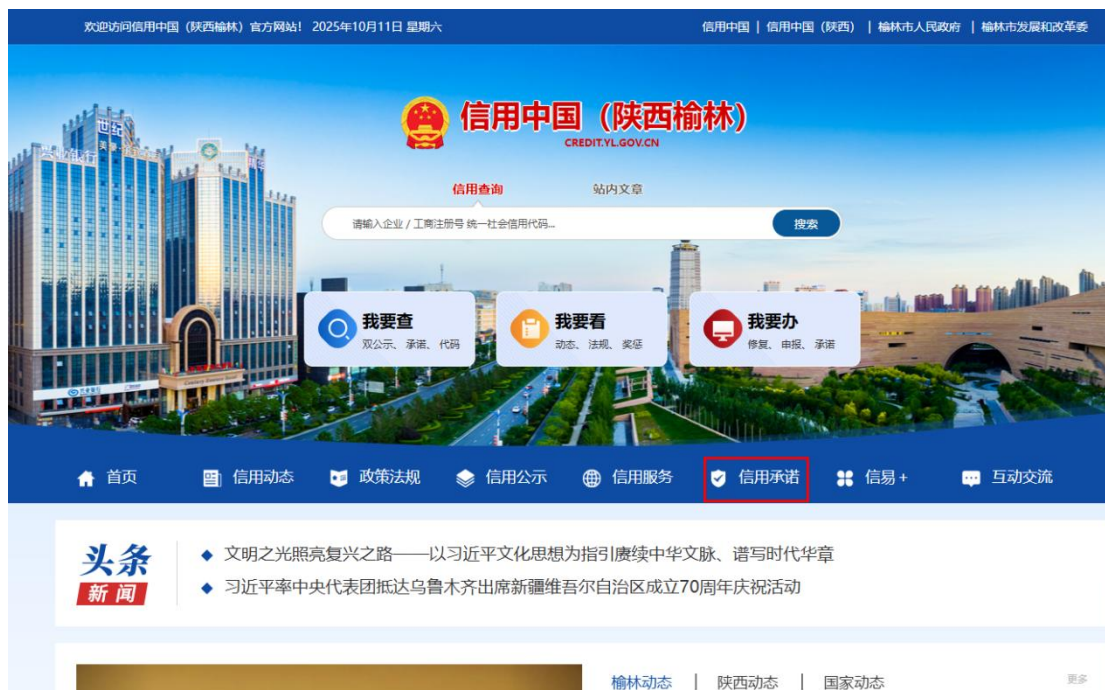 欢迎访问信用中国（陕西榆林）官方网站！ 2025年10月11日 星期六
信用中国 | 信用中国（陕西） | 榆林市人民政府 | 榆林市发展和改革委
世纪
兴业银行
信用中国（陕西榆林）
CREDIT.YL.GOV.CN
信用查询 站内文章
请输入企业 / 工商注册号 统一社会信用代码... 搜索
我要查
双公示、承诺、代码
我要看
动态、法规、奖惩
我要办
修复、申报、承诺
首页 信用动态 政策法规 信用公示 信用服务 信用承诺 信易+ 互动交流
头条
新闻
文明之光照亮复兴之路——以习近平文化思想为指引赓续中华文脉、谱写时代华章
习近平率中央代表团抵达乌鲁木齐出席新疆维吾尔自治区成立70周年庆祝活动
榆林动态 | 陕西动态 | 国家动态 更多